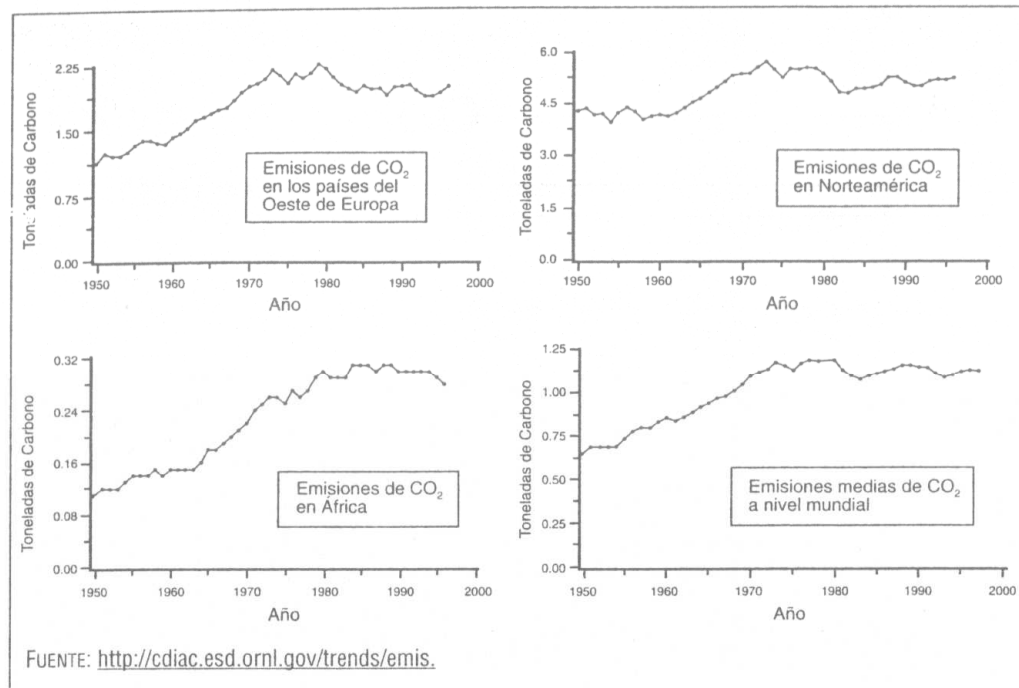 Toneladas de Carbono
2.25
1.50
0.75
0.00
Emisiones de CO₂
en los países del
Oeste de Europa
1950 1960 1970 1980 1990 2000
Año
Toneladas de Carbono
6.0
4.5
3.0
1.5
0.0
Emisiones de CO₂
en Norteamérica
1950 1960 1970 1980 1990 2000
Año
Toneladas de Carbono
0.32
0.24
0.16
0.08
0.00
Emisiones de CO₂
en África
1950 1960 1970 1980 1990 2000
Año
Toneladas de Carbono
1.25
1.00
0.75
0.50
0.25
0.00
Emisiones medias de CO₂
a nivel mundial
1950 1960 1970 1980 1990 2000
Año
FUENTE: http://cdiac.esd.ornl.gov/trends/emis.